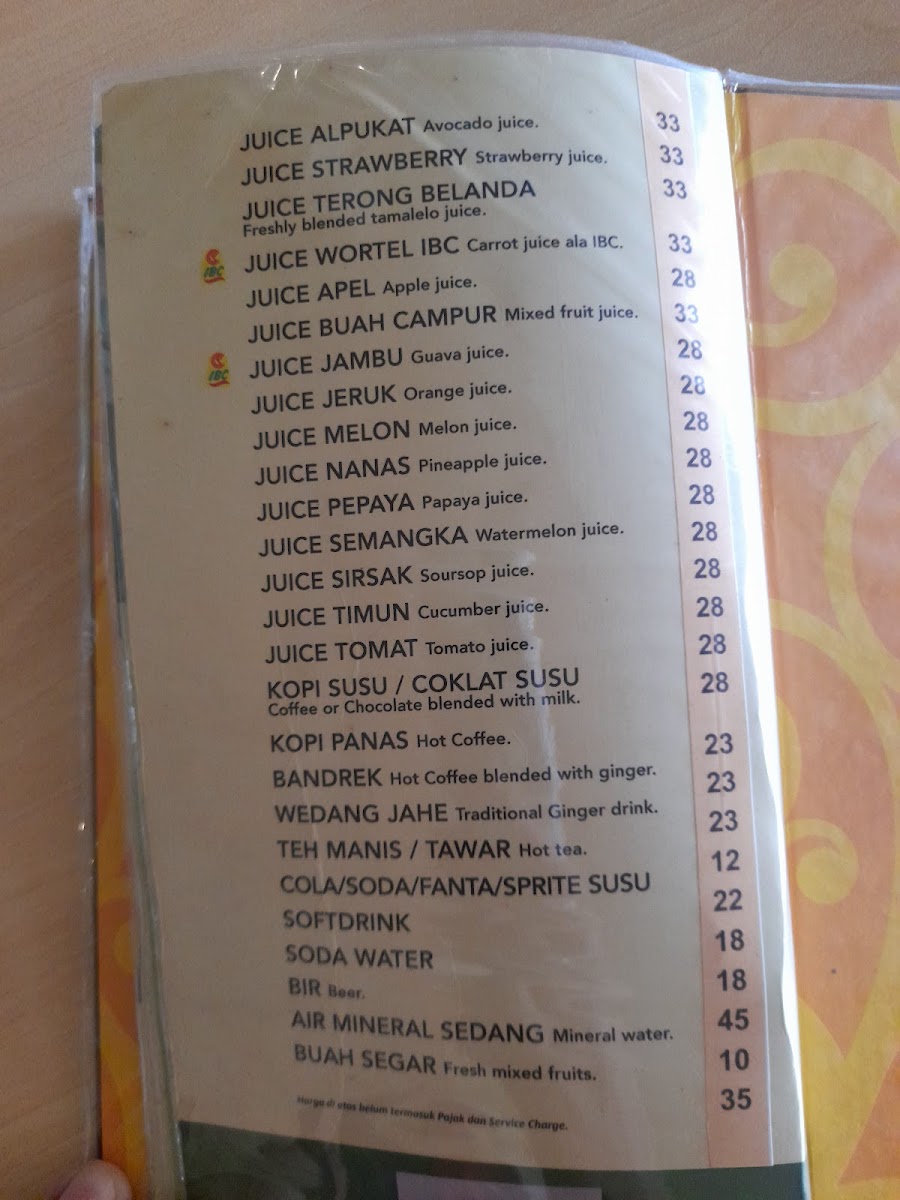 JUICE ALPUKAT Avocado juice. 33
JUICE STRAWBERRY Strawberry juice. 33
JUICE TERONG BELANDA 33
Freshly blended tamalelo juice.
IBC JUICE WORTEL IBC Carrot juice ala IBC. 33
JUICE APEL Apple juice. 28
JUICE BUAH CAMPUR Mixed fruit juice. 33
IBC JUICE JAMBU Guava juice. 28
JUICE JERUK Orange juice. 28
JUICE MELON Melon juice. 28
JUICE NANAS Pineapple juice. 28
JUICE PEPAYA Papaya juice. 28
JUICE SEMANGKA Watermelon juice. 28
JUICE SIRSAK Soursop juice. 28
JUICE TIMUN Cucumber juice. 28
JUICE TOMAT Tomato juice. 28
KOPI SUSU / COKLAT SUSU 28
Coffee or Chocolate blended with milk.
KOPI PANAS Hot Coffee. 23
BANDREK Hot Coffee blended with ginger. 23
WEDANG JAHE Traditional Ginger drink. 23
TEH MANIS / TAWAR Hot tea. 12
COLA/SODA/FANTA/SPRITE SUSU 22
SOFTDRINK 18
SODA WATER 18
BIR Beer. 45
AIR MINERAL SEDANG Mineral water. 10
BUAH SEGAR Fresh mixed fruits. 35
Harga di atas belum termasuk Pajak dan Service Charge.